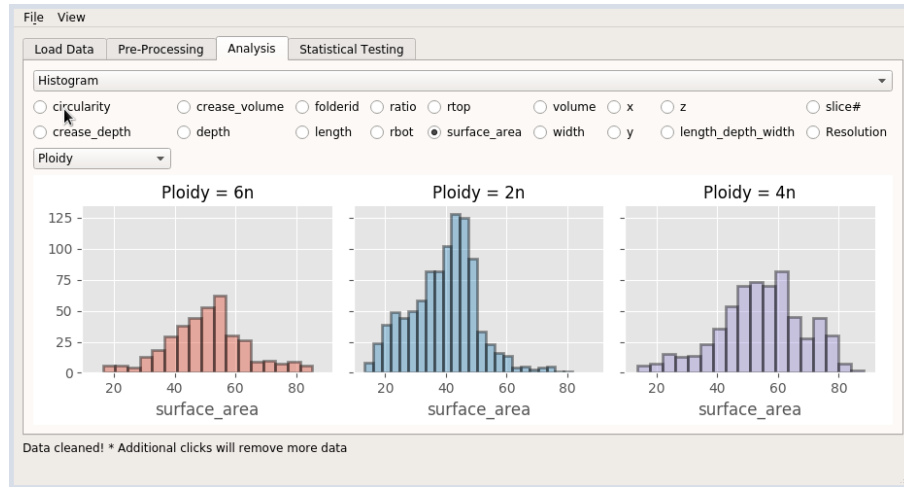 File View
Load Data Pre-Processing Analysis Statistical Testing
Histogram
circularity crease_volume folderid ratio rtop volume x z slice#
crease_depth depth length rbot surface_area width y length_depth_width Resolution
Ploidy
Ploidy = 6n Ploidy = 2n Ploidy = 4n
125
100
75
50
25
0
20 40 60 80 20 40 60 80 20 40 60 80
surface_area surface_area surface_area
Data cleaned! * Additional clicks will remove more data